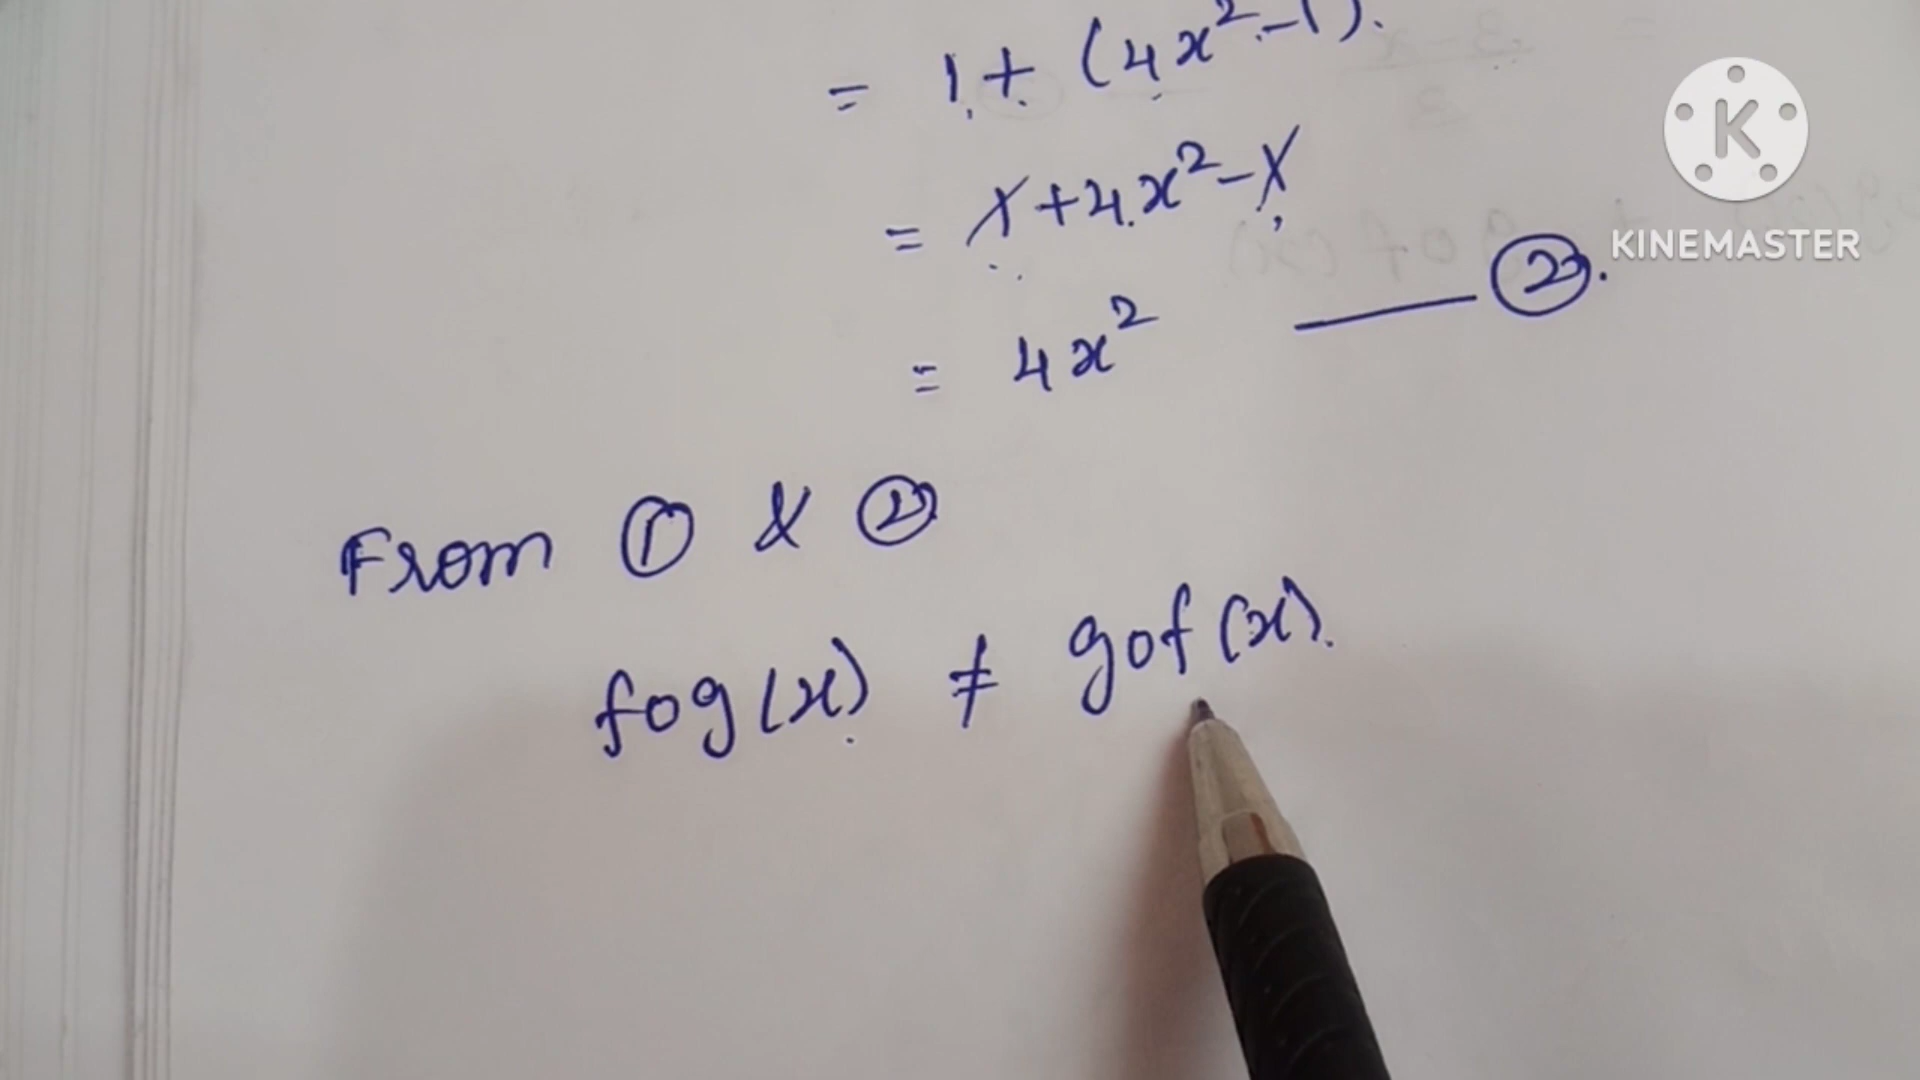 = 1 + (4x²-1).
= 1 + 4x² - 1
= 4x² —— ②.
From ① & ②
fog(x) ≠ gof(x).
K
KINEMASTER